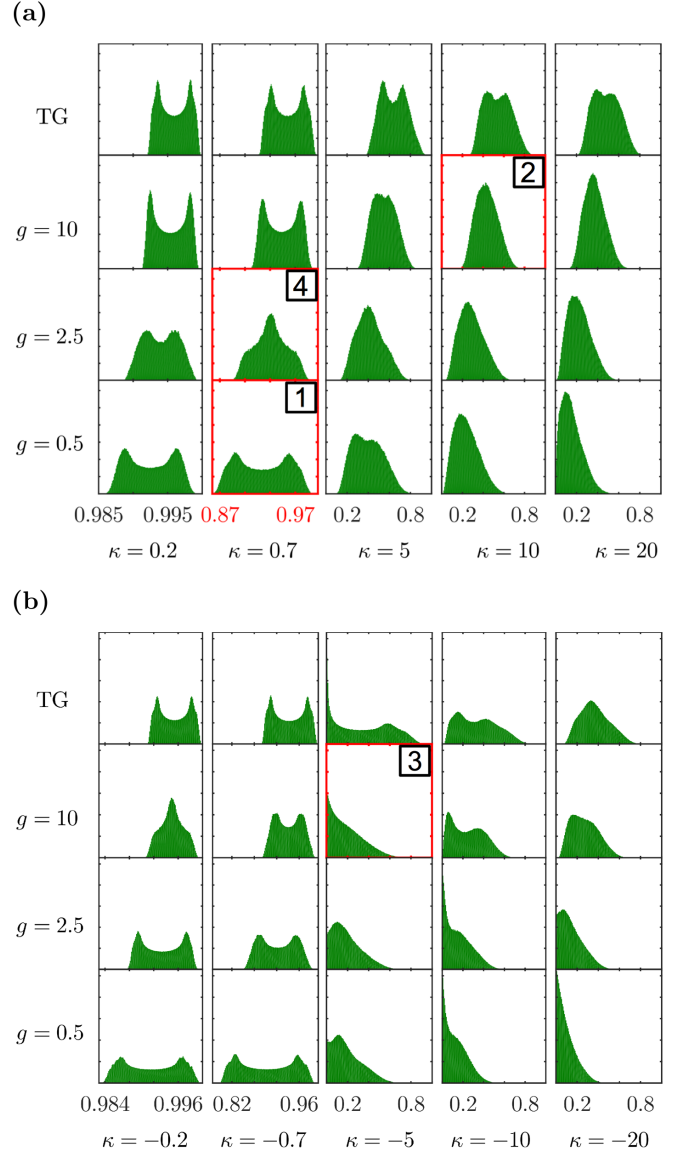 (a)
TG
2
g = 10
4
g = 2.5
1
g = 0.5
0.985 0.995 0.87 0.97 0.2 0.8 0.2 0.8 0.2 0.8
κ = 0.2 κ = 0.7 κ = 5 κ = 10 κ = 20
(b)
TG
3
g = 10
g = 2.5
g = 0.5
0.984 0.996 0.82 0.96 0.2 0.8 0.2 0.8 0.2 0.8
κ = −0.2 κ = −0.7 κ = −5 κ = −10 κ = −20